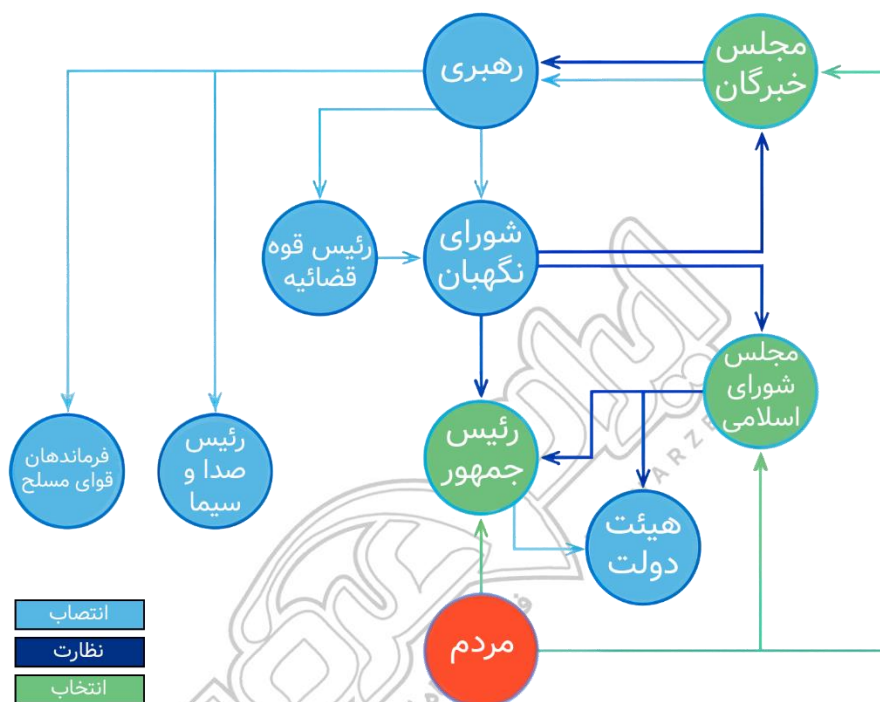 مجلس
خبرگان
رهبری
شورای
نگهبان
رئیس قوه
قضائیه
مجلس
شورای
اسلامی
رئیس
جمهور
رئیس
صدا و
سیما
فرماندهان
قوای مسلح
هیئت
دولت
مردم
انتصاب
نظارت
انتخاب